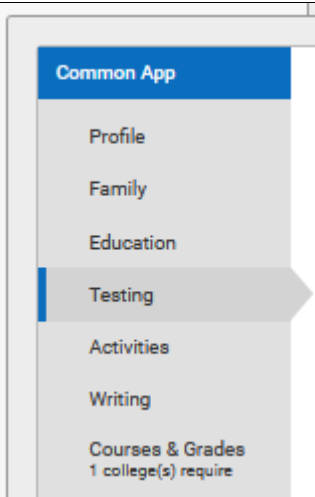 Common App
Profile
Family
Education
Testing
Activities
Writing
Courses & Grades
1 college(s) require